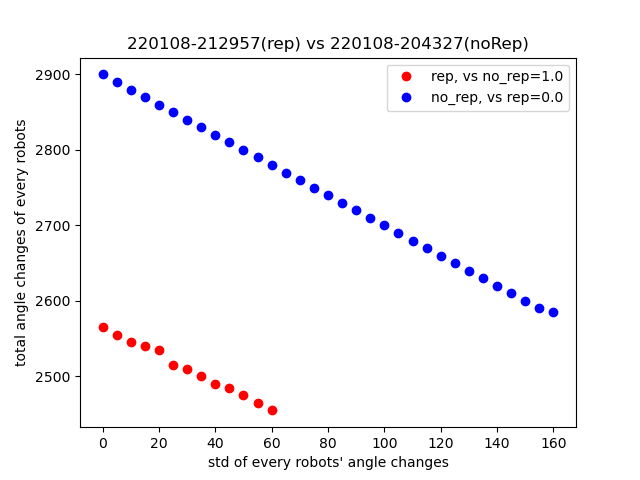 220108-212957(rep) vs 220108-204327(noRep)
rep, vs no_rep=1.0
no_rep, vs rep=0.0
total angle changes of every robots
2900
2800
2700
2600
2500
0 20 40 60 80 100 120 140 160
std of every robots' angle changes